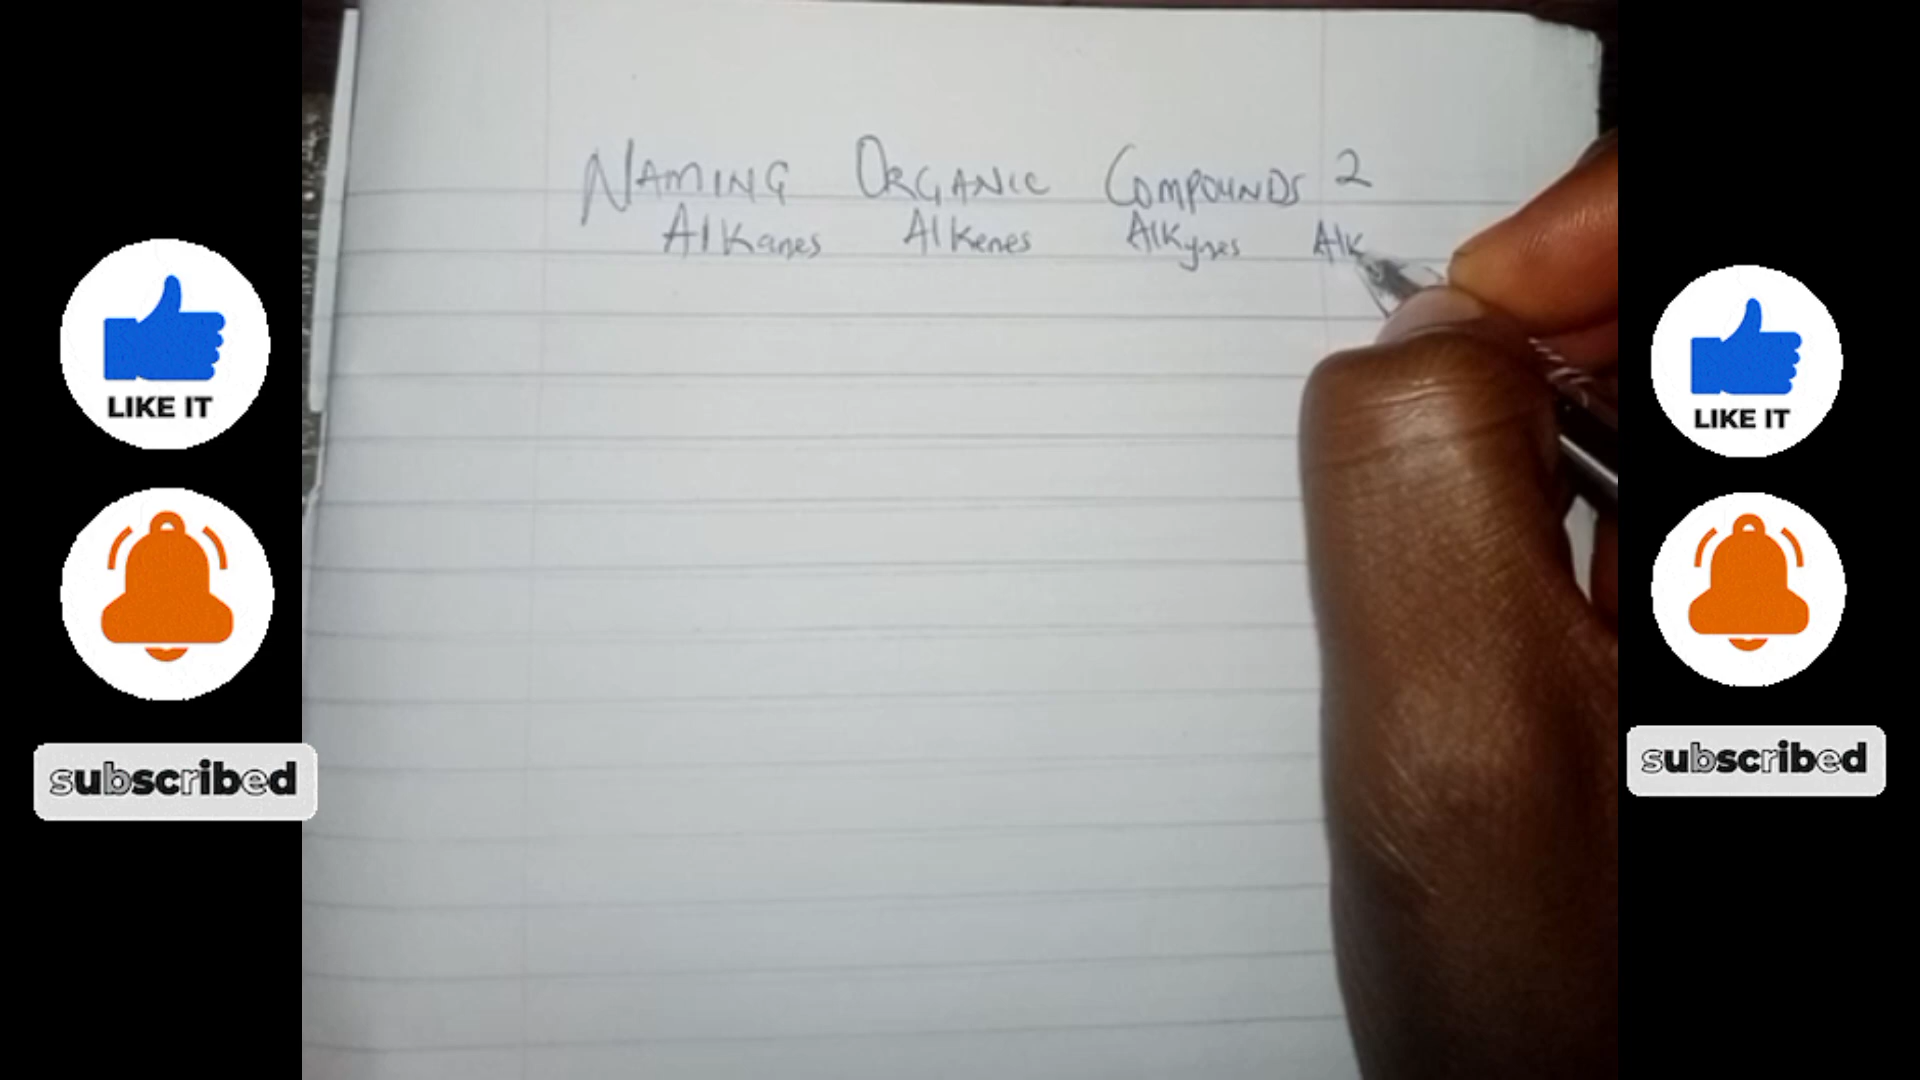 NAMING ORGANIC COMPOUNDS 2
Alkanes Alkenes Alkynes Alk
LIKE IT
subscribed
LIKE IT
subscribed